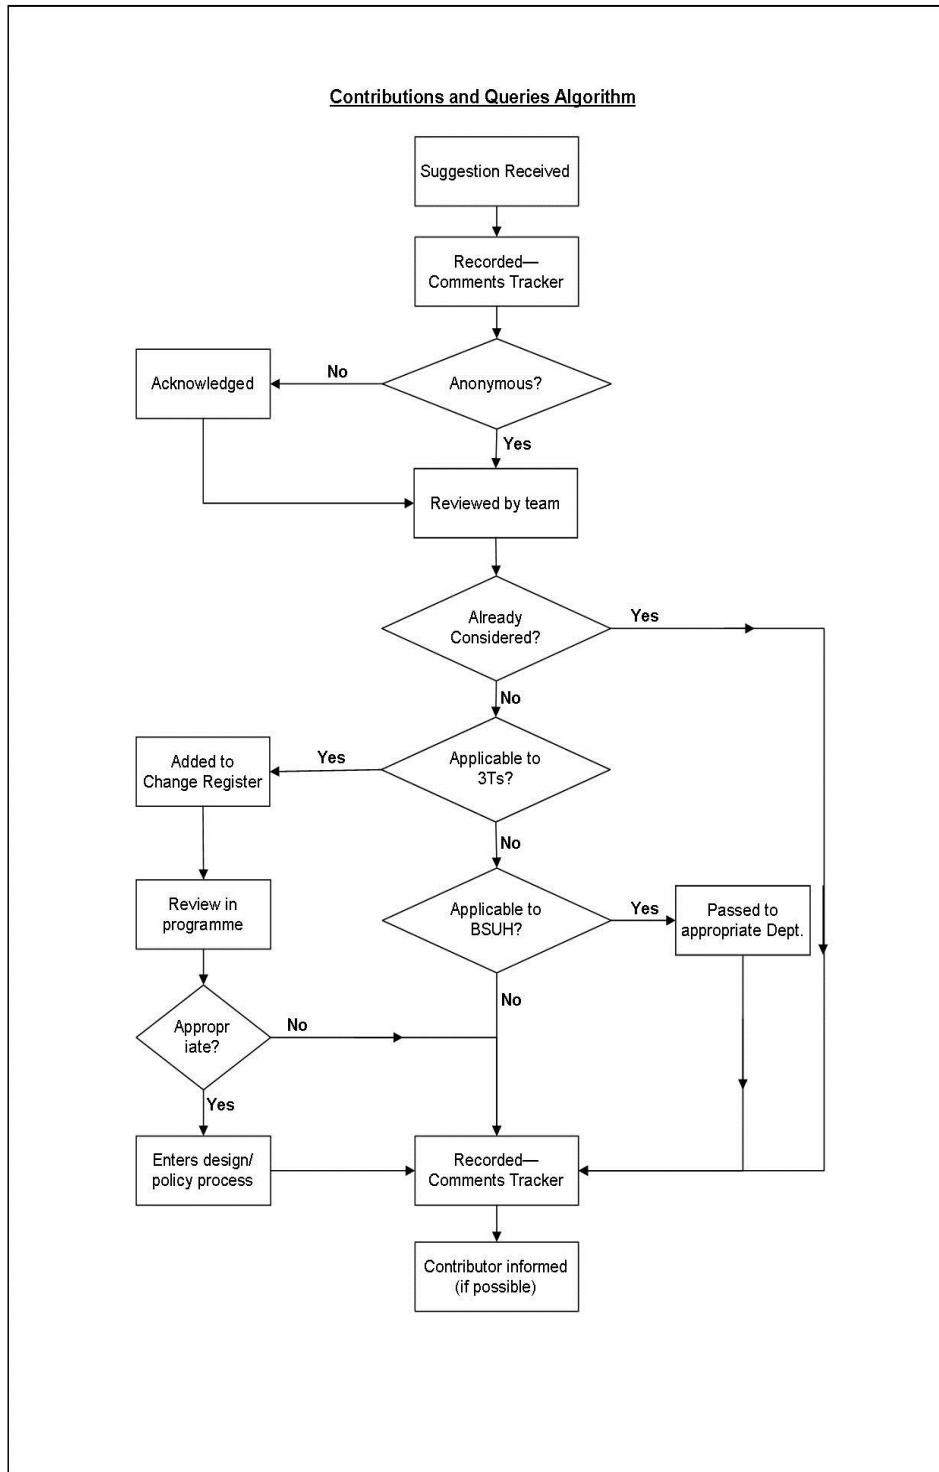 Contributions and Queries Algorithm
Suggestion Received
Recorded—
Comments Tracker
Anonymous?
No
Acknowledged
Yes
Reviewed by team
Already
Considered?
Yes
No
Applicable to
3Ts?
Yes
Added to
Change Register
No
Review in
programme
Applicable to
BSUH?
Yes
Passed to
appropriate Dept.
No
Appropr
iate?
No
Yes
Enters design/
policy process
Recorded—
Comments Tracker
Contributor informed
(if possible)